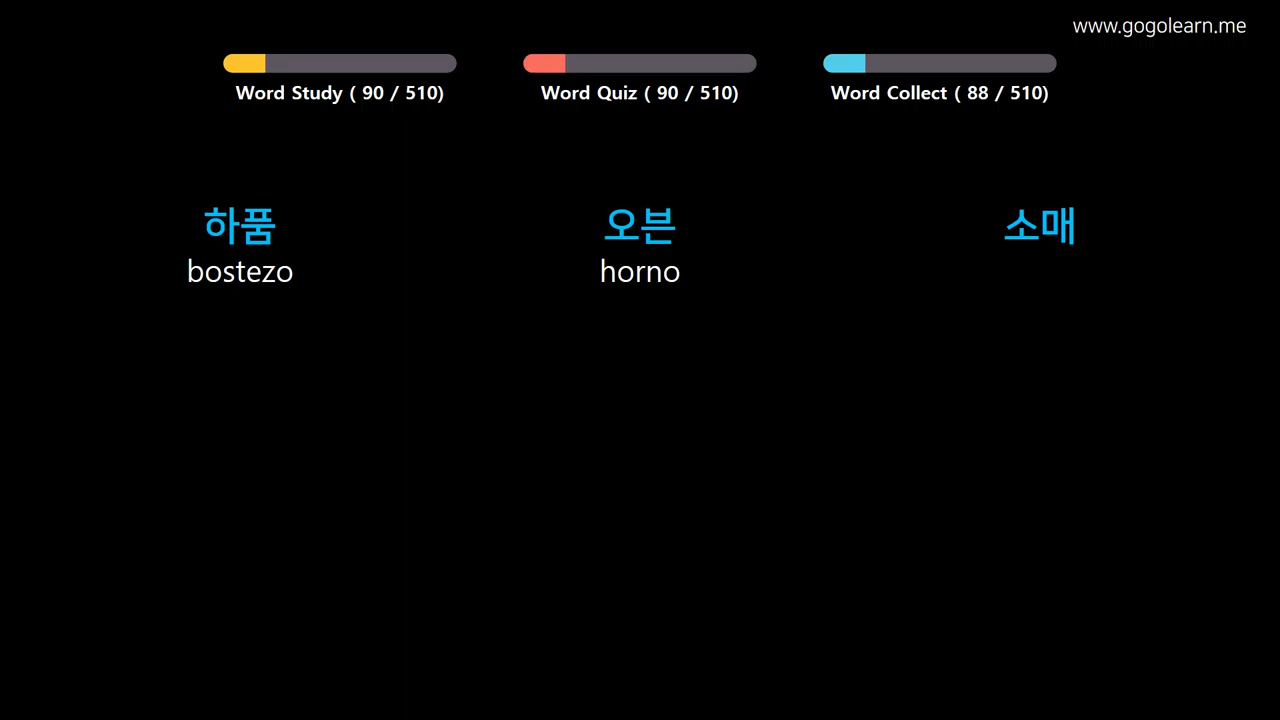 www.gogolearn.me
Word Study ( 90 / 510)
Word Quiz ( 90 / 510)
Word Collect ( 88 / 510)
하품
bostezo
오븐
horno
소매